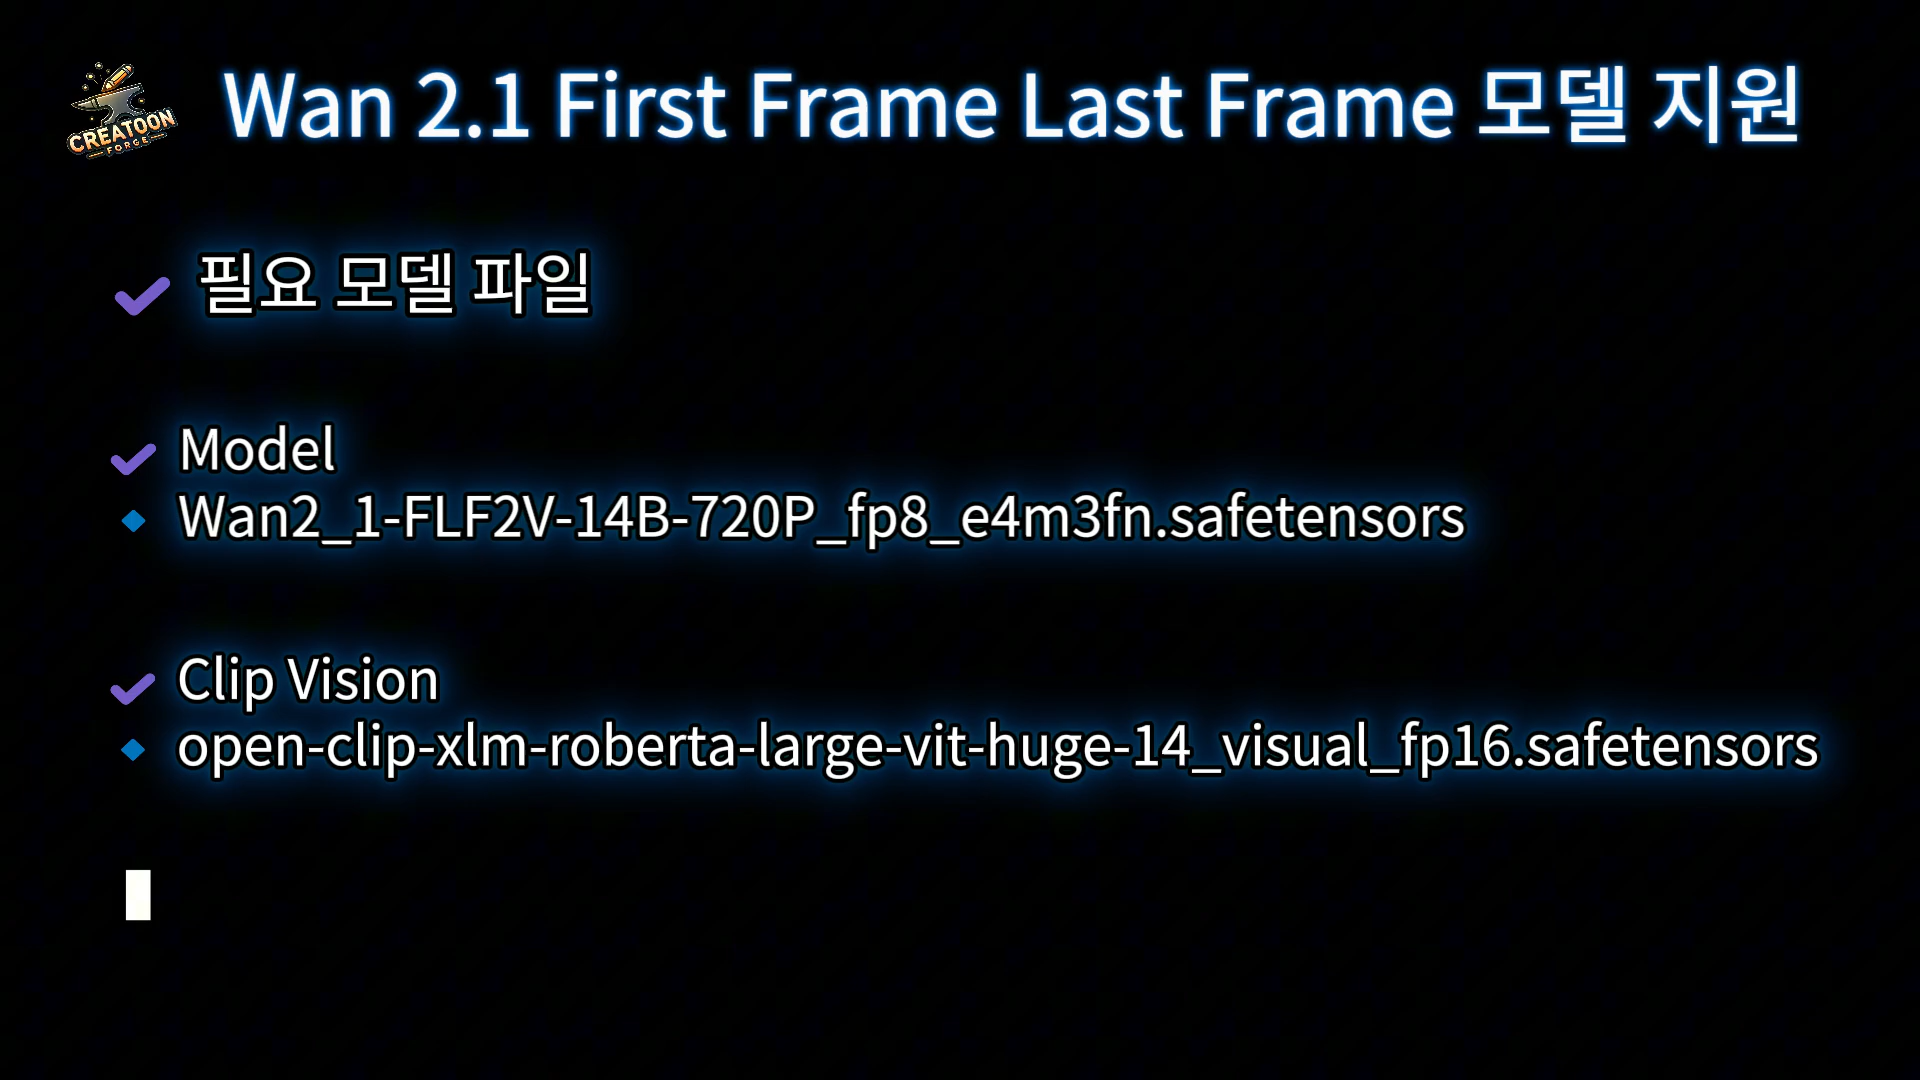 CREATOON
FORGE
Wan 2.1 First Frame Last Frame 모델 지원
필요 모델 파일
Model
Wan2_1-FLF2V-14B-720P_fp8_e4m3fn.safetensors
Clip Vision
open-clip-xlm-roberta-large-vit-huge-14_visual_fp16.safetensors